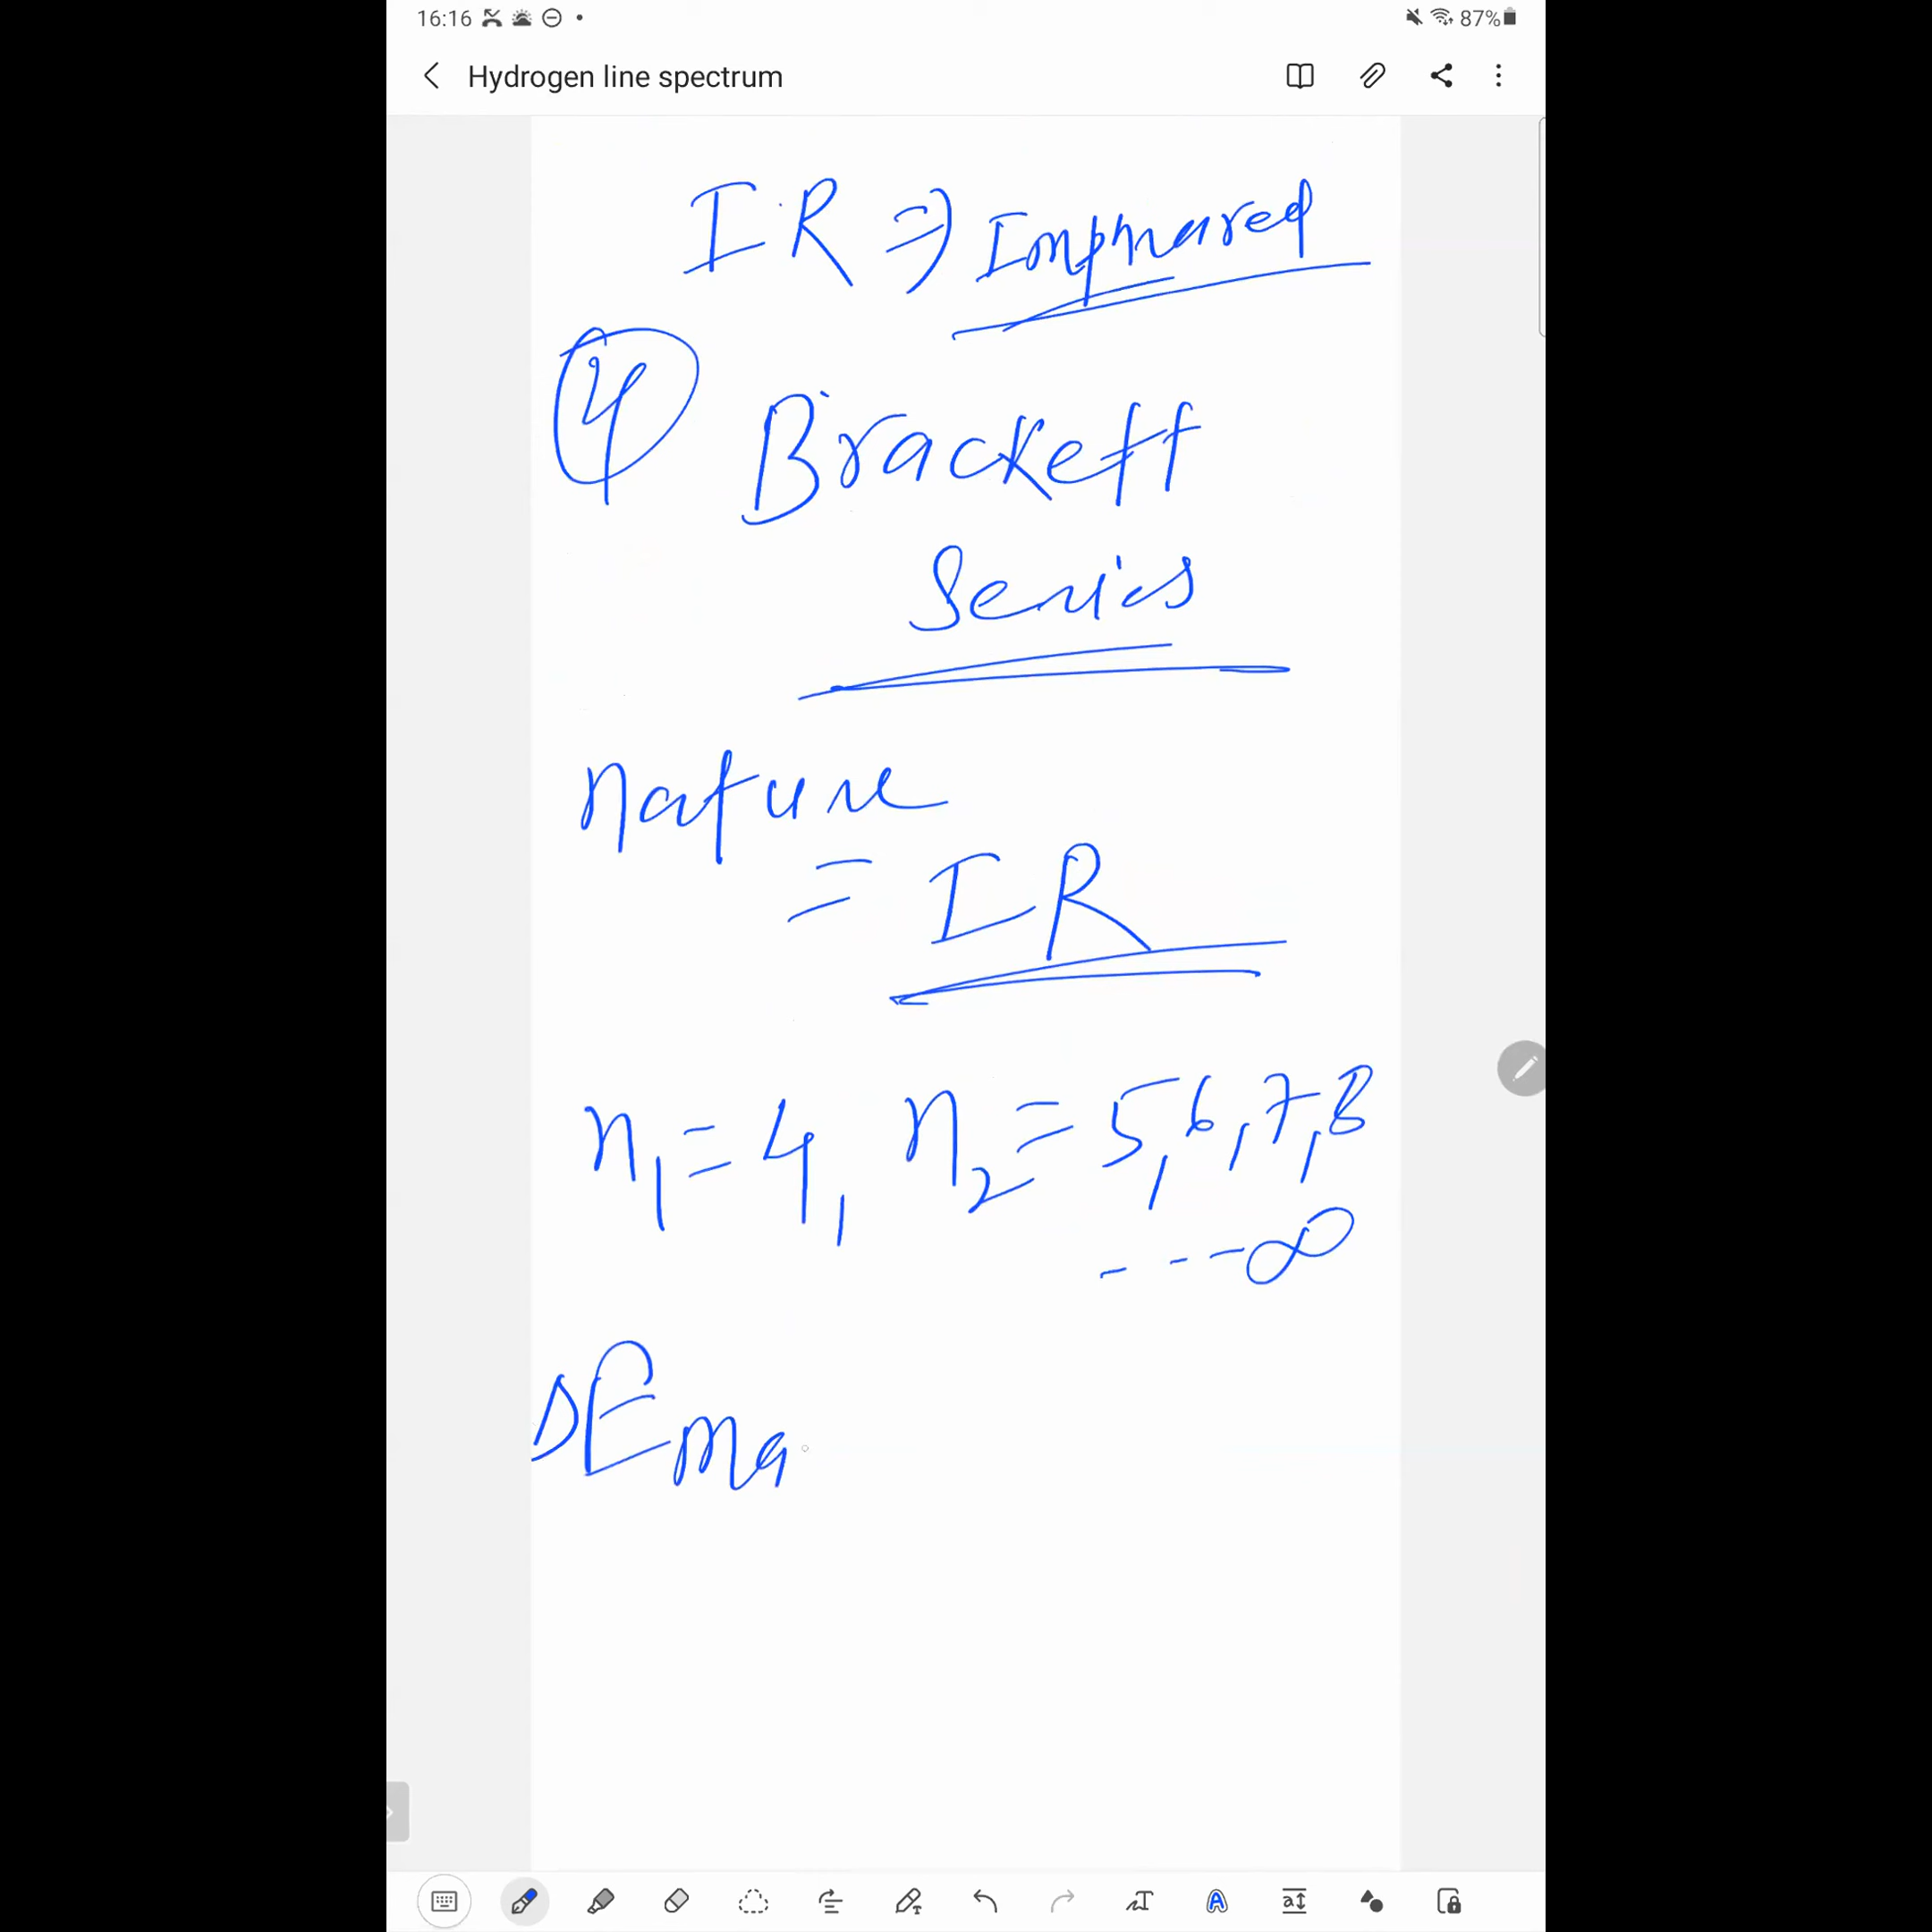 16:16 87%
Hydrogen line spectrum
IR ⇒ Inphrared
4 Brackett
Series
Nature
= IR
n₁ = 4, n₂ = 5, 6, 7, 8
- - - ∞
ΔEma